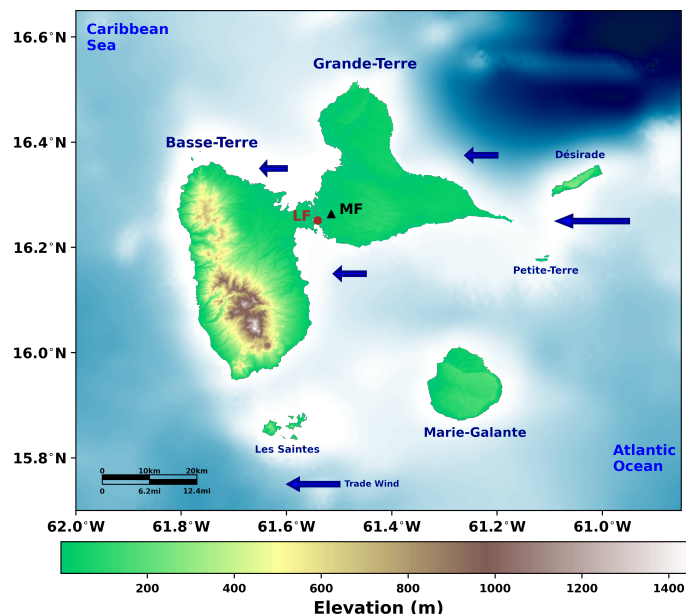 Caribbean
Sea
Grande-Terre
Basse-Terre
Désirade
LF
MF
Petite-Terre
Marie-Galante
Les Saintes
Atlantic
Ocean
Trade Wind
0 10km 20km
0 6.2mi 12.4mi
16.6°N
16.4°N
16.2°N
16.0°N
15.8°N
62.0°W 61.8°W 61.6°W 61.4°W 61.2°W 61.0°W
200 400 600 800 1000 1200 1400
Elevation (m)